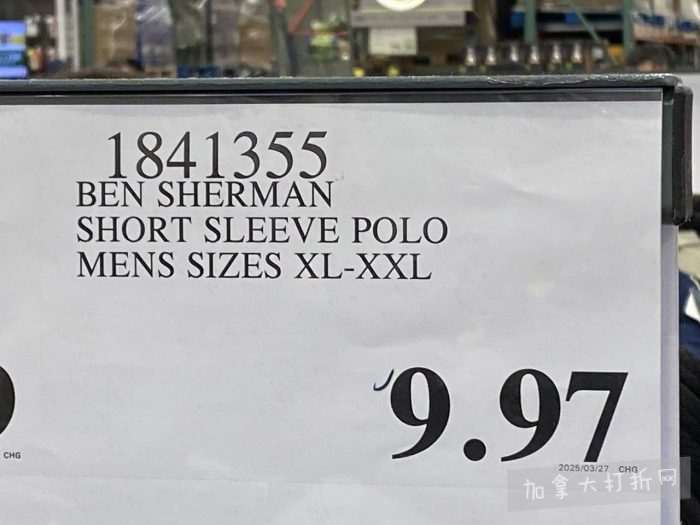 1841355
BEN SHERMAN
SHORT SLEEVE POLO
MENS SIZES XL-XXL
9.97
CHG
2025/03/27 CHG
加拿大打折网